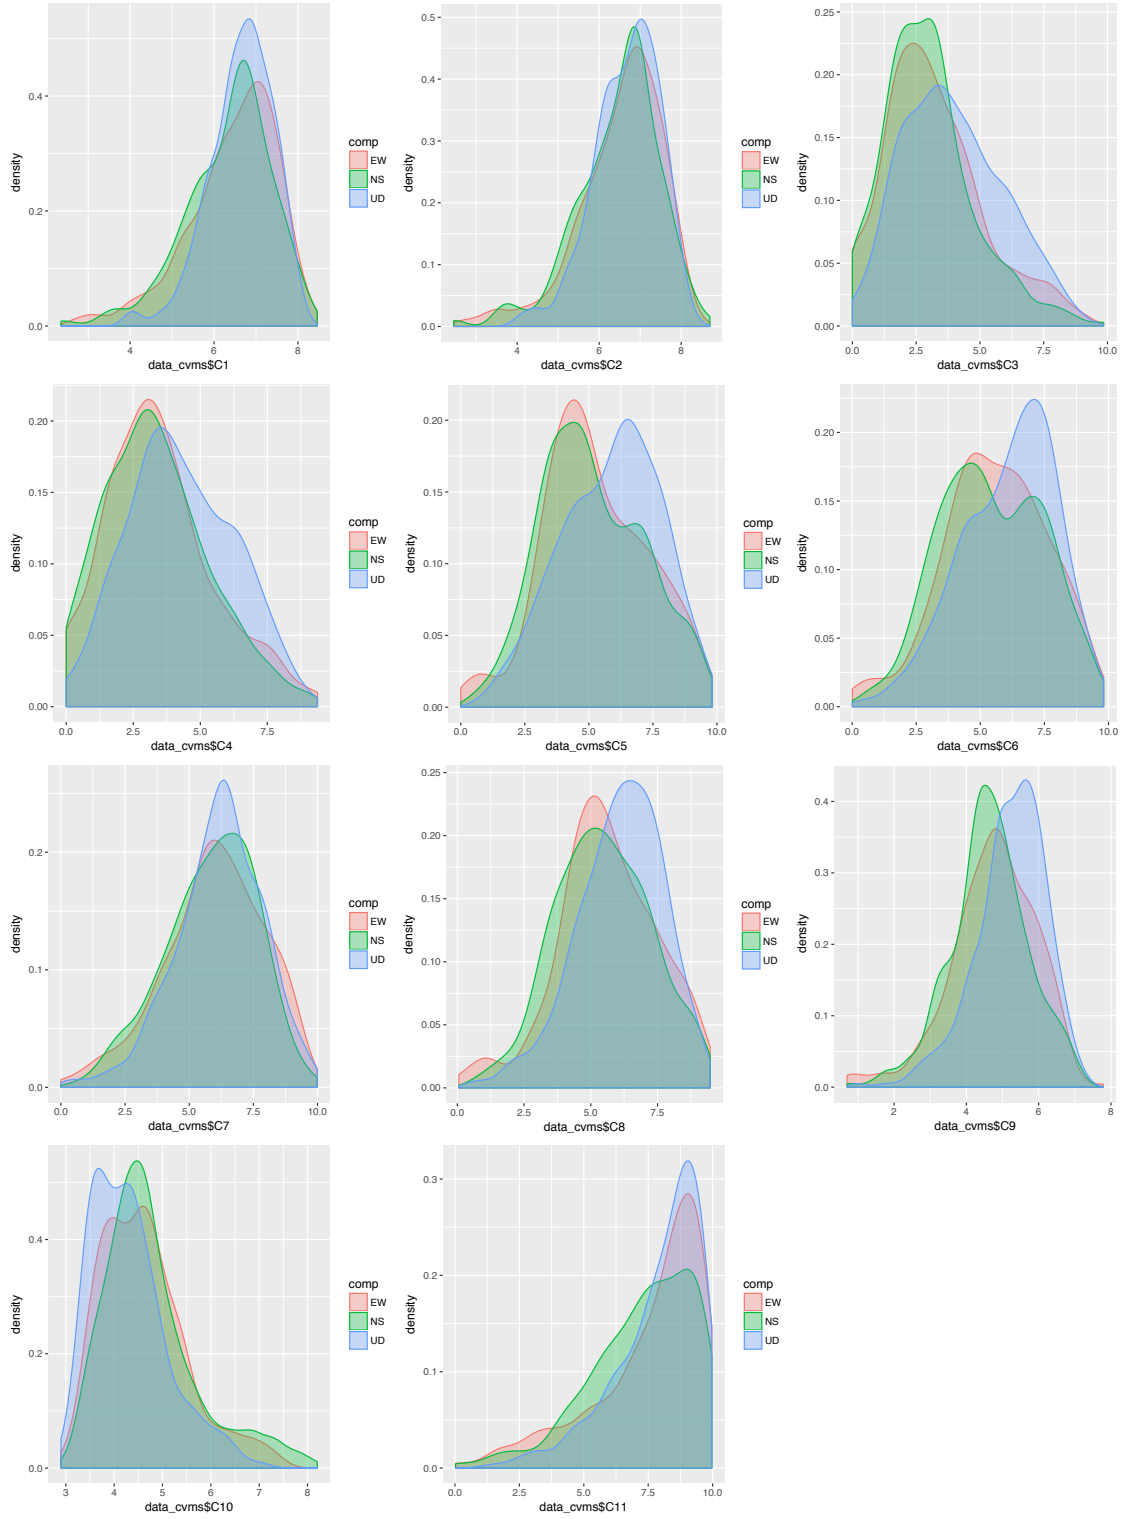 density
0.4
0.2
0.0
4
6
8
data_cvms$C1
comp
EW
NS
UD
density
0.5
0.4
0.3
0.2
0.1
0.0
4
6
8
data_cvms$C2
comp
EW
NS
UD
density
0.25
0.20
0.15
0.10
0.05
0.00
0.0
2.5
5.0
7.5
10.0
data_cvms$C3
density
0.20
0.15
0.10
0.05
0.00
0.0
2.5
5.0
7.5
data_cvms$C4
comp
EW
NS
UD
density
0.20
0.15
0.10
0.05
0.00
0.0
2.5
5.0
7.5
10.0
data_cvms$C5
comp
EW
NS
UD
density
0.20
0.15
0.10
0.05
0.00
0.0
2.5
5.0
7.5
10.0
data_cvms$C6
density
0.2
0.1
0.0
0.0
2.5
5.0
7.5
10.0
data_cvms$C7
comp
EW
NS
UD
density
0.25
0.20
0.15
0.10
0.05
0.00
0.0
2.5
5.0
7.5
data_cvms$C8
comp
EW
NS
UD
density
0.4
0.3
0.2
0.1
0.0
2
4
6
8
data_cvms$C9
density
0.4
0.2
0.0
3
4
5
6
7
8
data_cvms$C10
comp
EW
NS
UD
density
0.3
0.2
0.1
0.0
0.0
2.5
5.0
7.5
10.0
data_cvms$C11
comp
EW
NS
UD